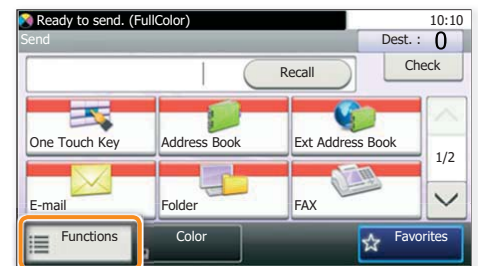 Ready to send. (FullColor) 10:10
Send Dest. : 0
Recall Check
One Touch Key Address Book Ext Address Book
1/2
E-mail Folder FAX
Functions Color Favorites